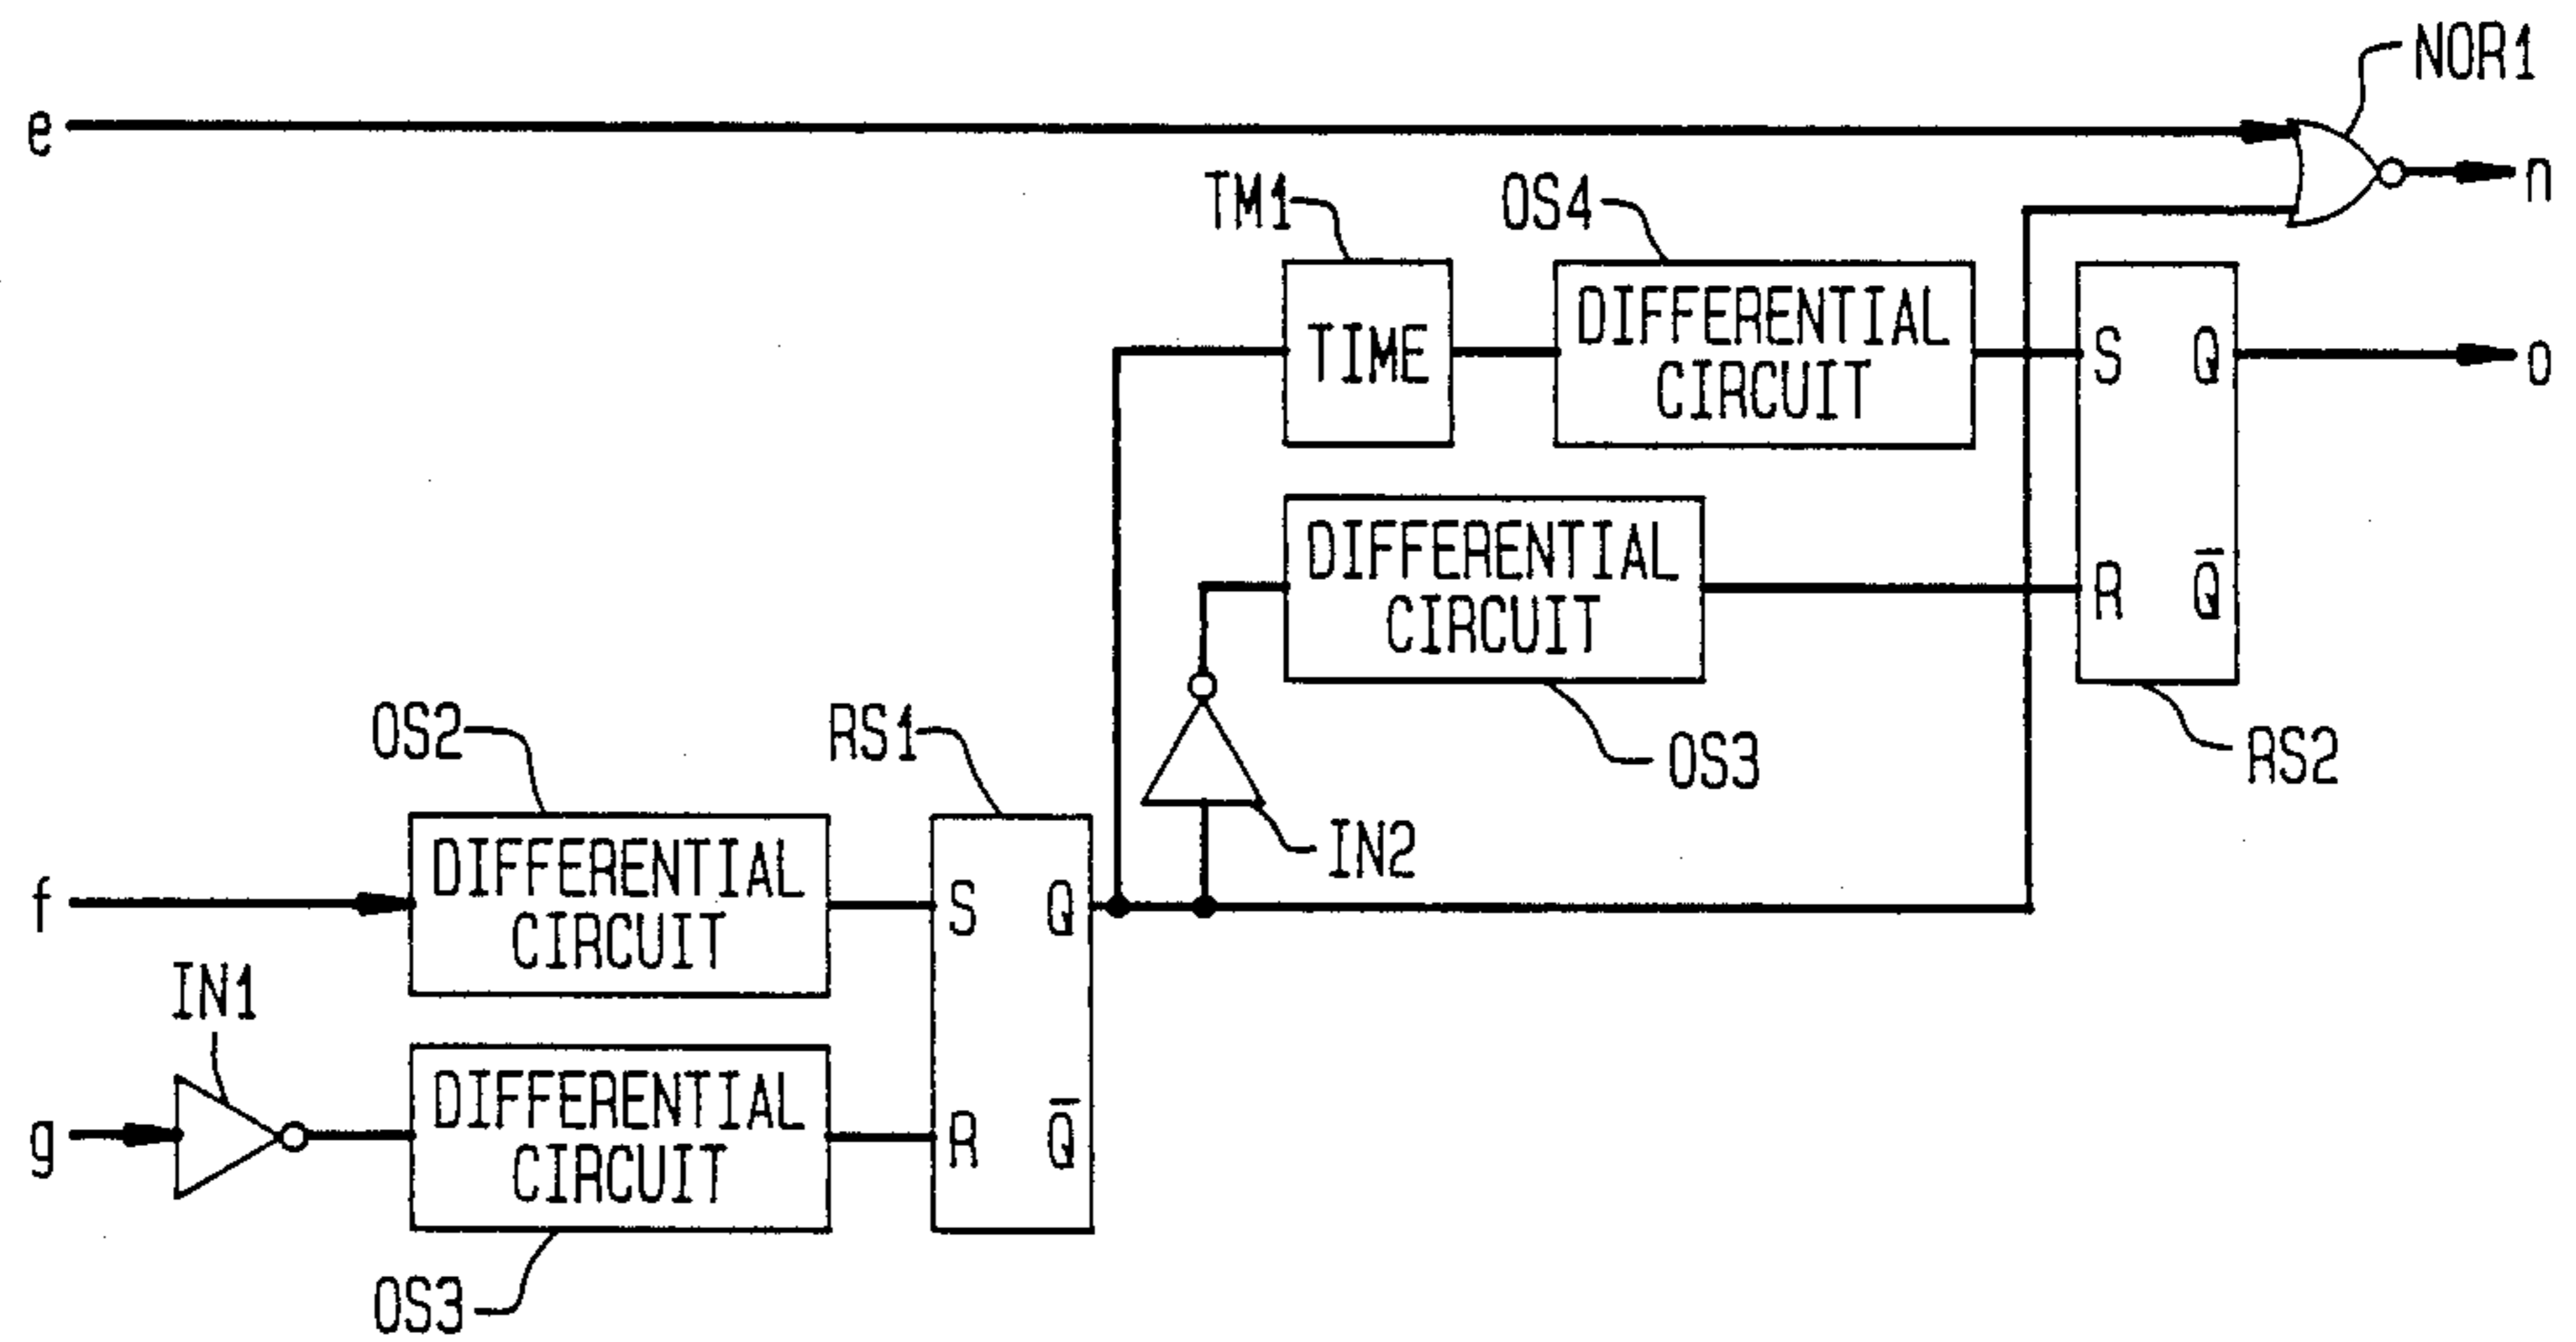 NOR1
e
n
TM1
OS4
DIFFERENTIAL
CIRCUIT
TIME
S Q
o
DIFFERENTIAL
CIRCUIT
R Q̅
OS2
RS1
OS3
RS2
IN2
DIFFERENTIAL
CIRCUIT
f
S Q
IN1
DIFFERENTIAL
CIRCUIT
g
R Q̅
OS3